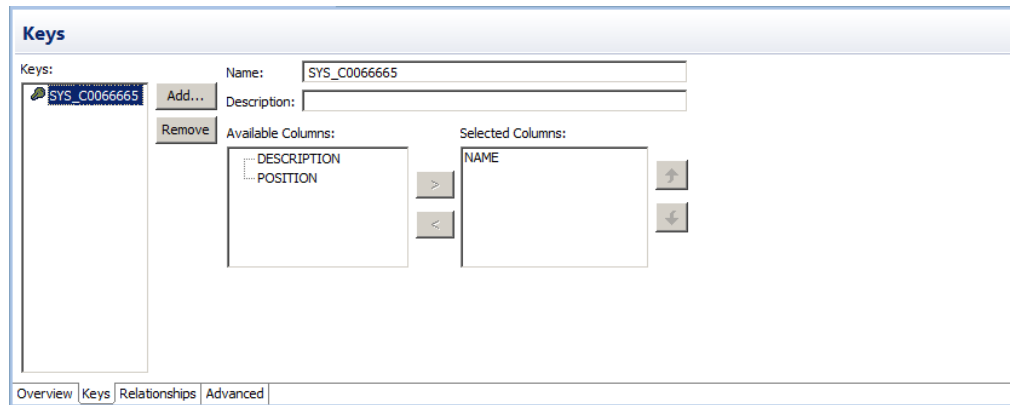 Keys
Keys:
SYS_C0066665
Add...
Remove
Name: SYS_C0066665
Description:
Available Columns:
DESCRIPTION
POSITION
>
<
Selected Columns:
NAME
Overview Keys Relationships Advanced